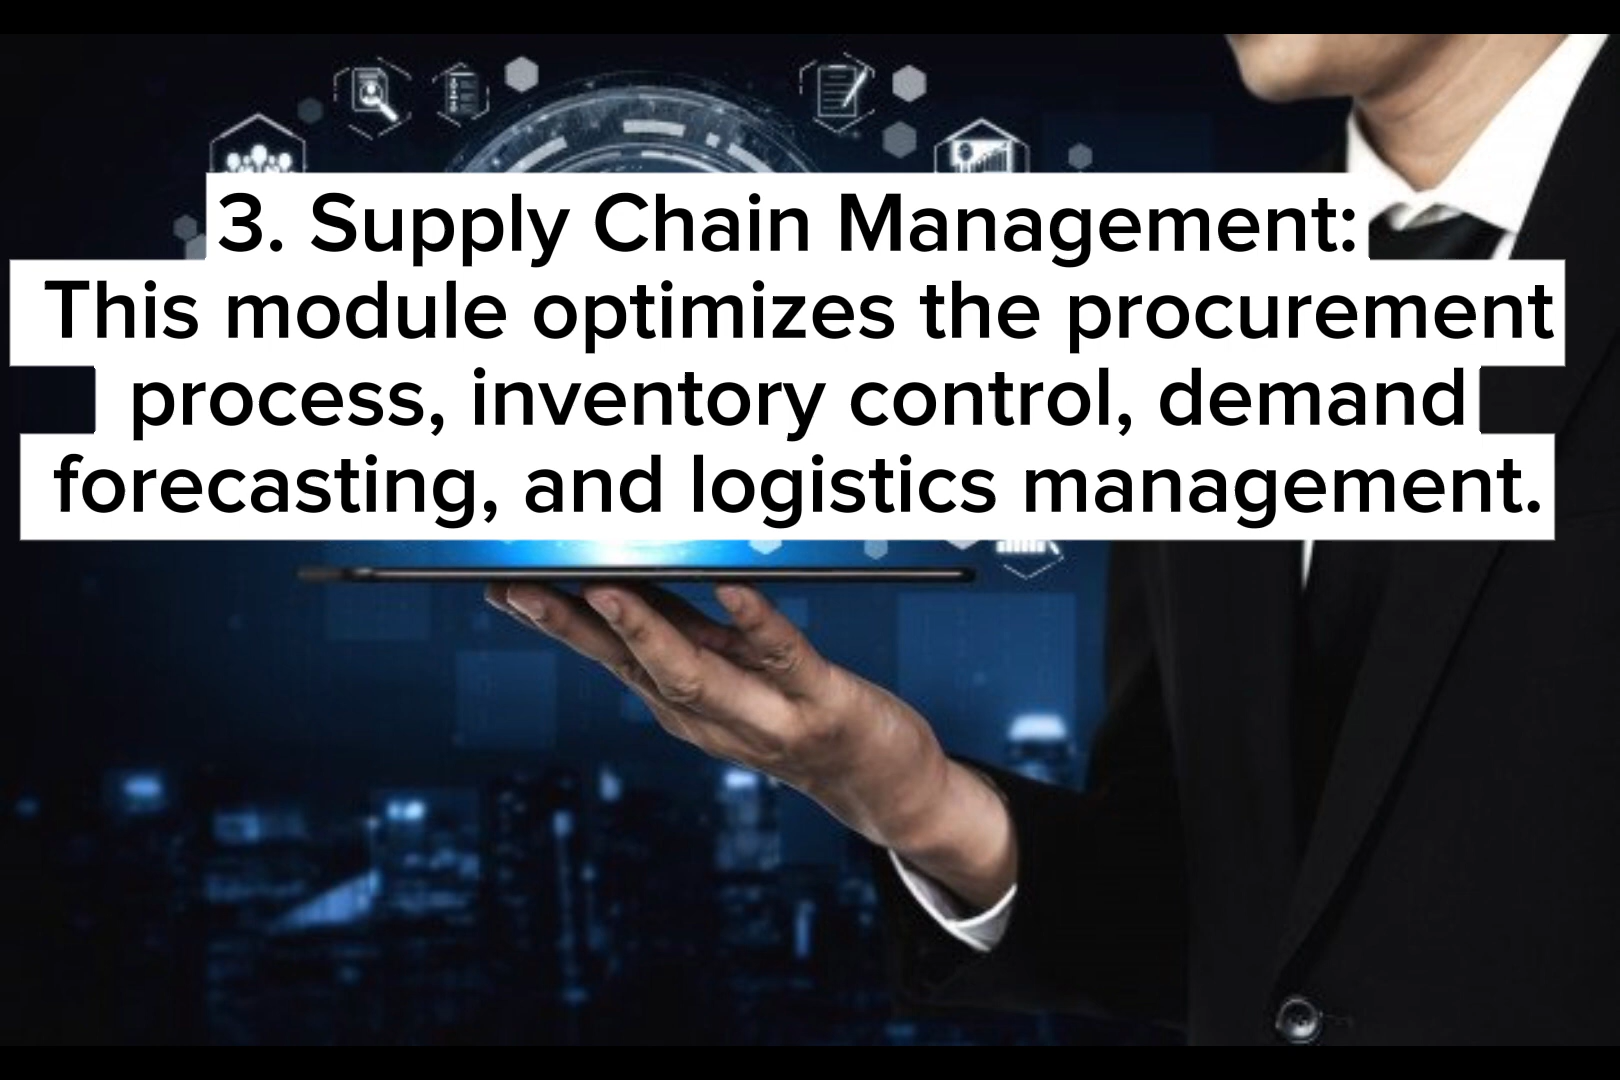 3. Supply Chain Management:
This module optimizes the procurement
process, inventory control, demand
forecasting, and logistics management.